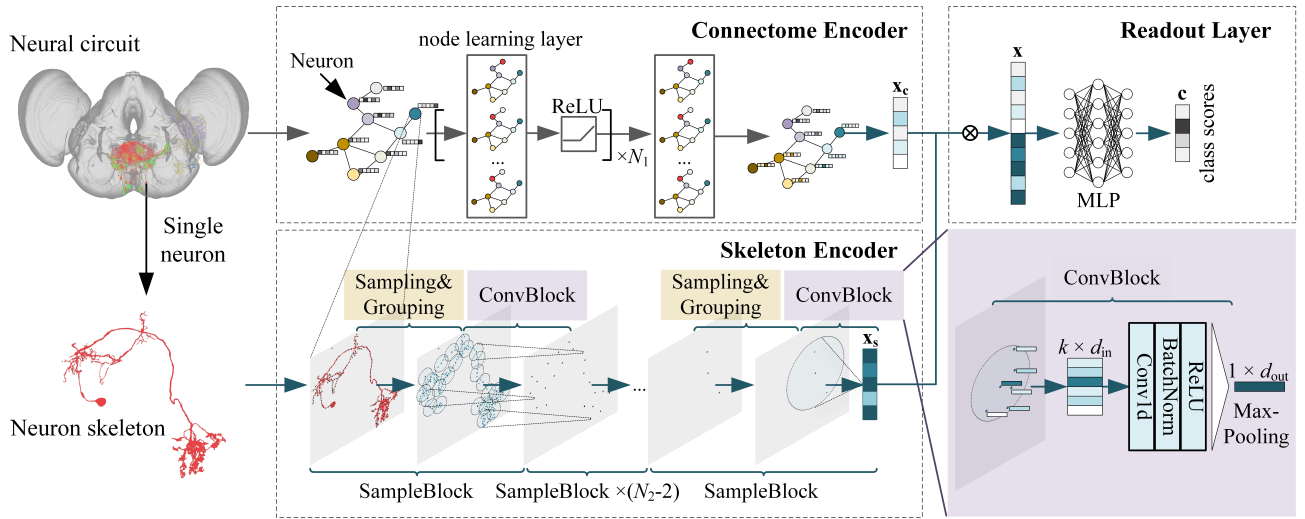 Neural circuit
Single
neuron
Neuron skeleton
Connectome Encoder
node learning layer
Neuron
ReLU
×N1
...
...
xc
Readout Layer
x
c
class scores
MLP
Skeleton Encoder
Sampling&
Grouping
ConvBlock
Sampling&
Grouping
ConvBlock
xs
...
SampleBlock
SampleBlock ×(N2-2)
SampleBlock
ConvBlock
k × din
Conv1d
BatchNorm
ReLU
1 × dout
Max-
Pooling